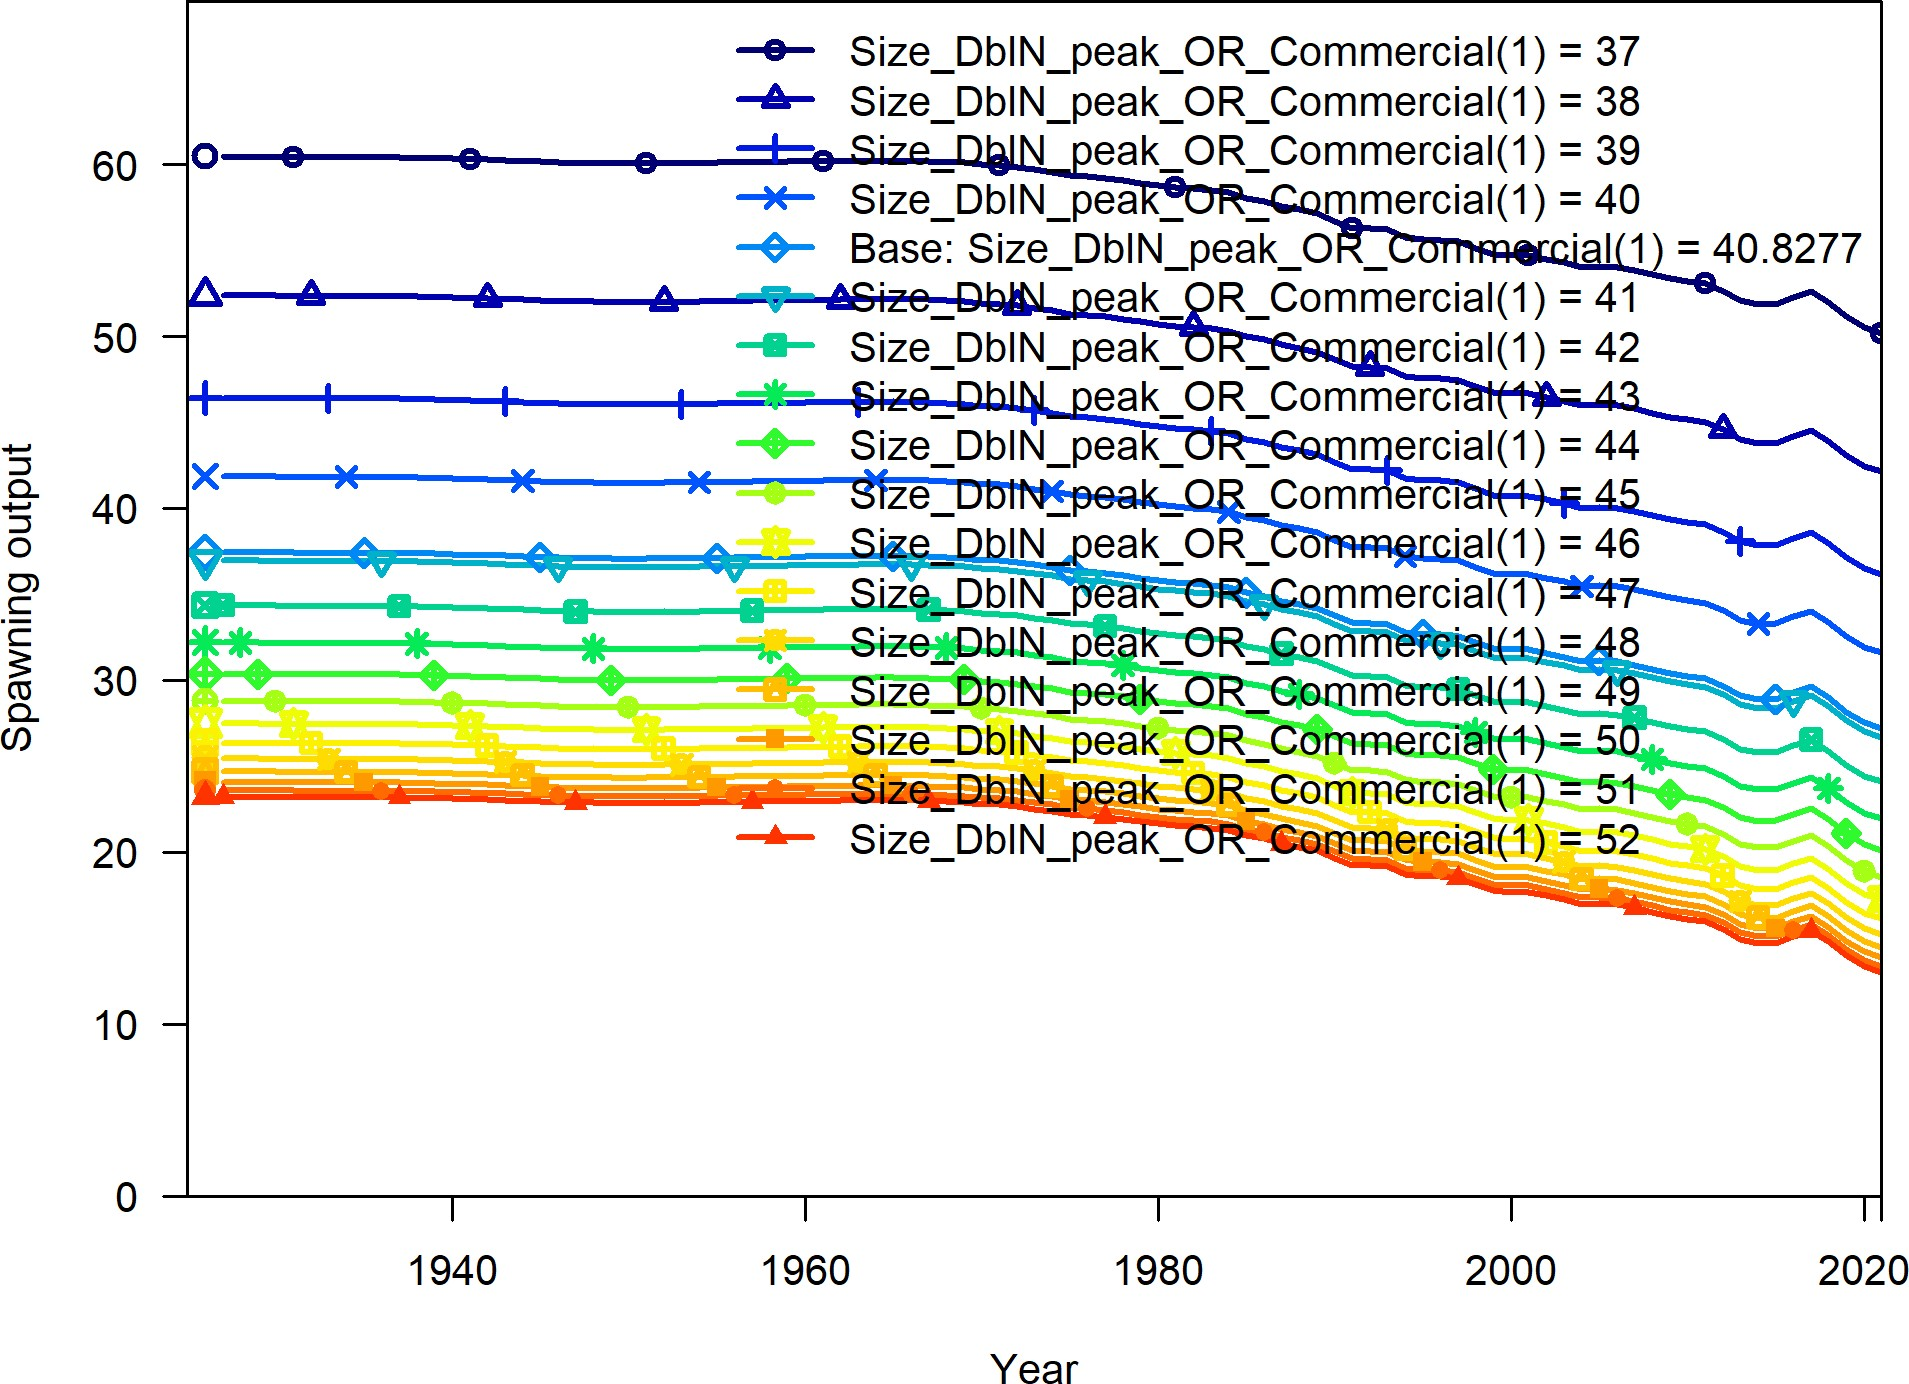 Size_DblN_peak_OR_Commercial(1) = 37
Size_DblN_peak_OR_Commercial(1) = 38
Size_DblN_peak_OR_Commercial(1) = 39
Size_DblN_peak_OR_Commercial(1) = 40
Base: Size_DblN_peak_OR_Commercial(1) = 40.8277
Size_DblN_peak_OR_Commercial(1) = 41
Size_DblN_peak_OR_Commercial(1) = 42
Size_DblN_peak_OR_Commercial(1) = 43
Size_DblN_peak_OR_Commercial(1) = 44
Size_DblN_peak_OR_Commercial(1) = 45
Size_DblN_peak_OR_Commercial(1) = 46
Size_DblN_peak_OR_Commercial(1) = 47
Size_DblN_peak_OR_Commercial(1) = 48
Size_DblN_peak_OR_Commercial(1) = 49
Size_DblN_peak_OR_Commercial(1) = 50
Size_DblN_peak_OR_Commercial(1) = 51
Size_DblN_peak_OR_Commercial(1) = 52
Spawning output
60
50
40
30
20
10
0
1940 1960 1980 2000 2020
Year